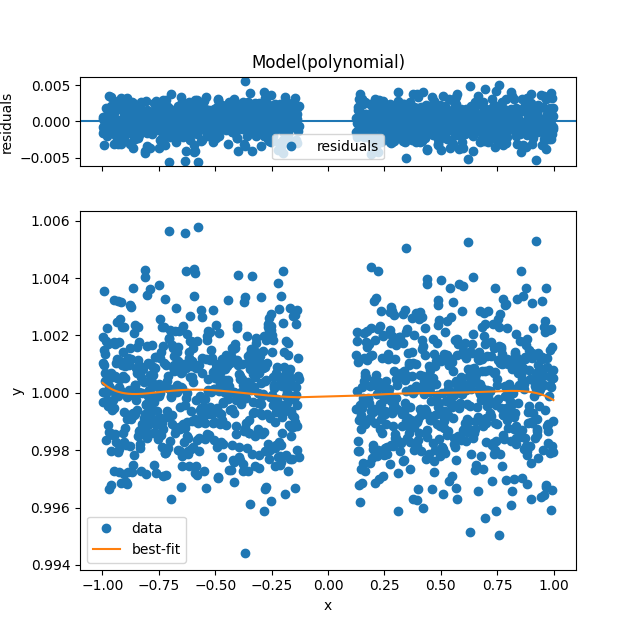 Model(polynomial)
residuals
0.005
0.000
−0.005
residuals
y
1.006
1.004
1.002
1.000
0.998
0.996
0.994
data
best-fit
−1.00 −0.75 −0.50 −0.25 0.00 0.25 0.50 0.75 1.00
x